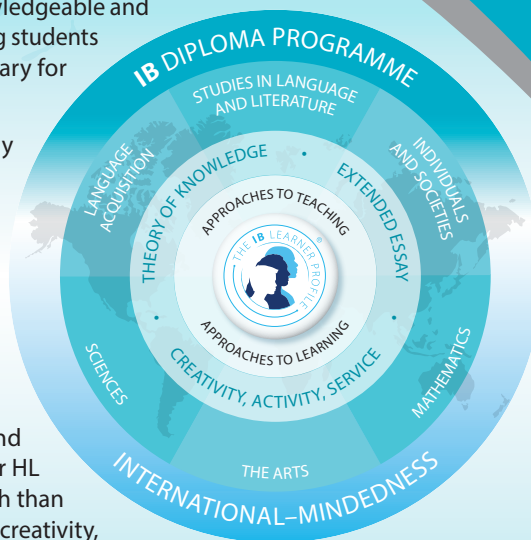 wledgeable and
g students
ary for
y
nd
r HL
h than
creativity,
IB DIPLOMA PROGRAMME
STUDIES IN LANGUAGE
AND LITERATURE
LANGUAGE
ACQUISITION
INDIVIDUALS
AND SOCIETIES
THEORY OF KNOWLEDGE
•
EXTENDED ESSAY
APPROACHES TO TEACHING
THE IB LEARNER PROFILE ®
APPROACHES TO LEARNING
• CREATIVITY, ACTIVITY, SERVICE •
SCIENCES
MATHEMATICS
THE ARTS
INTERNATIONAL–MINDEDNESS